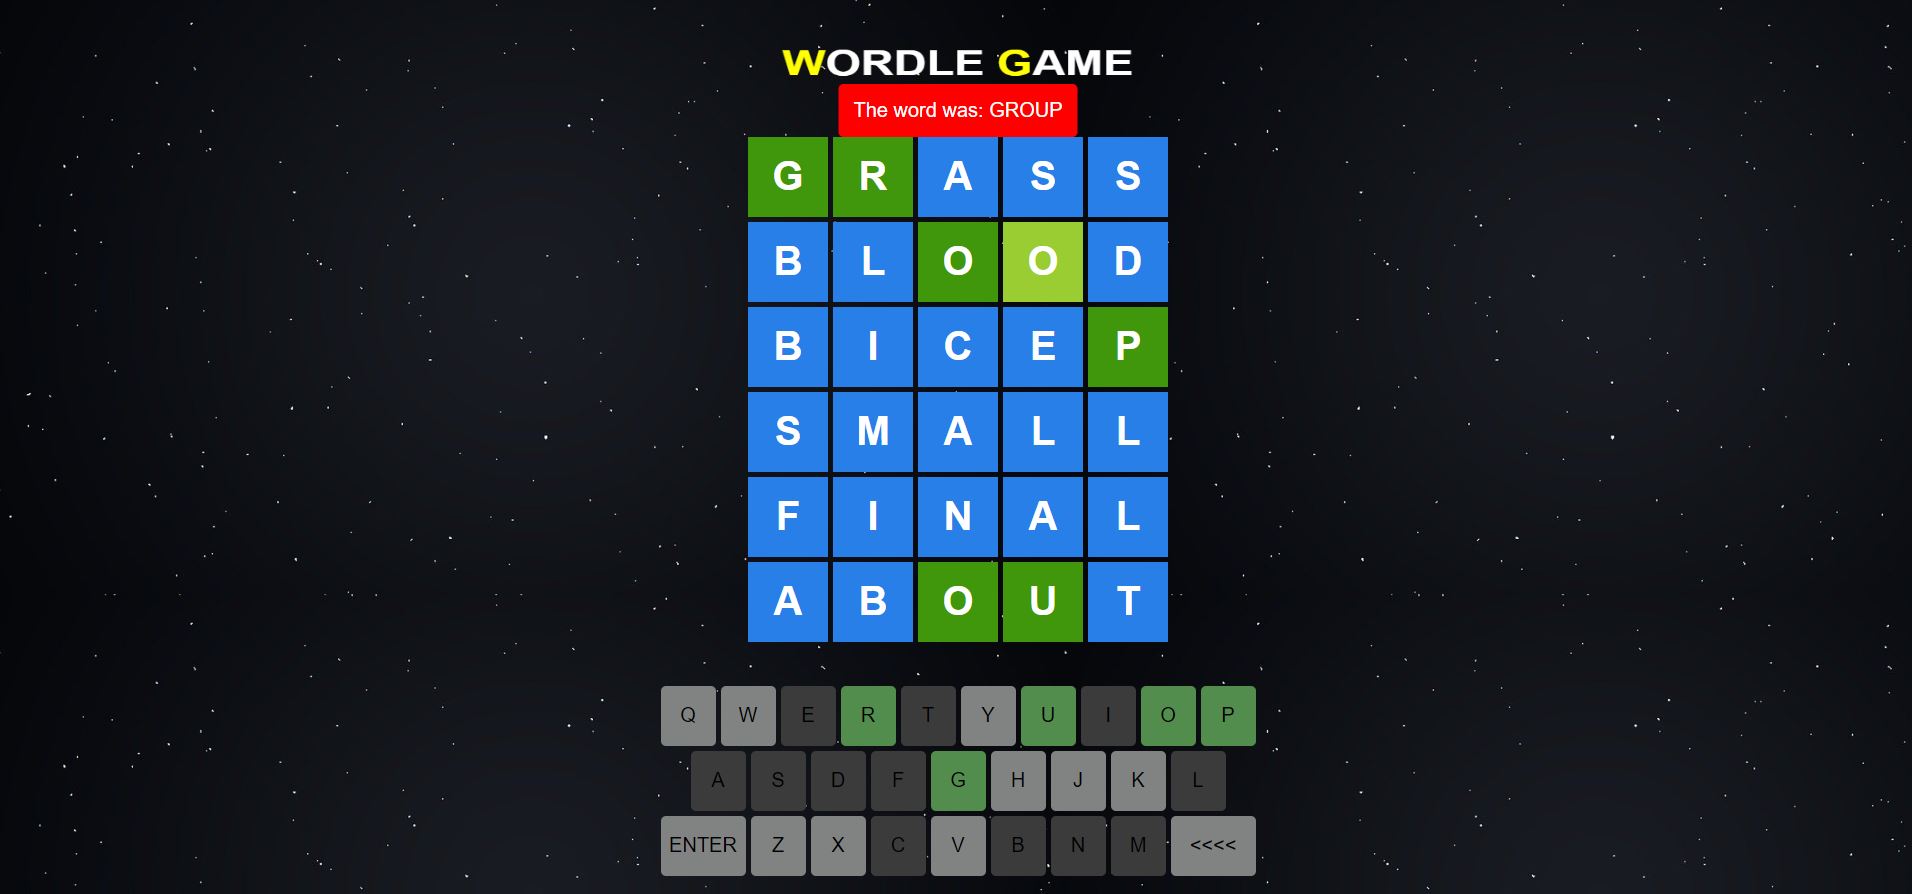 WORDLE GAME
The word was: GROUP
G R A S S
B L O O D
B I C E P
S M A L L
F I N A L
A B O U T
Q W E R T Y U I O P
A S D F G H J K L
ENTER Z X C V B N M <<<<